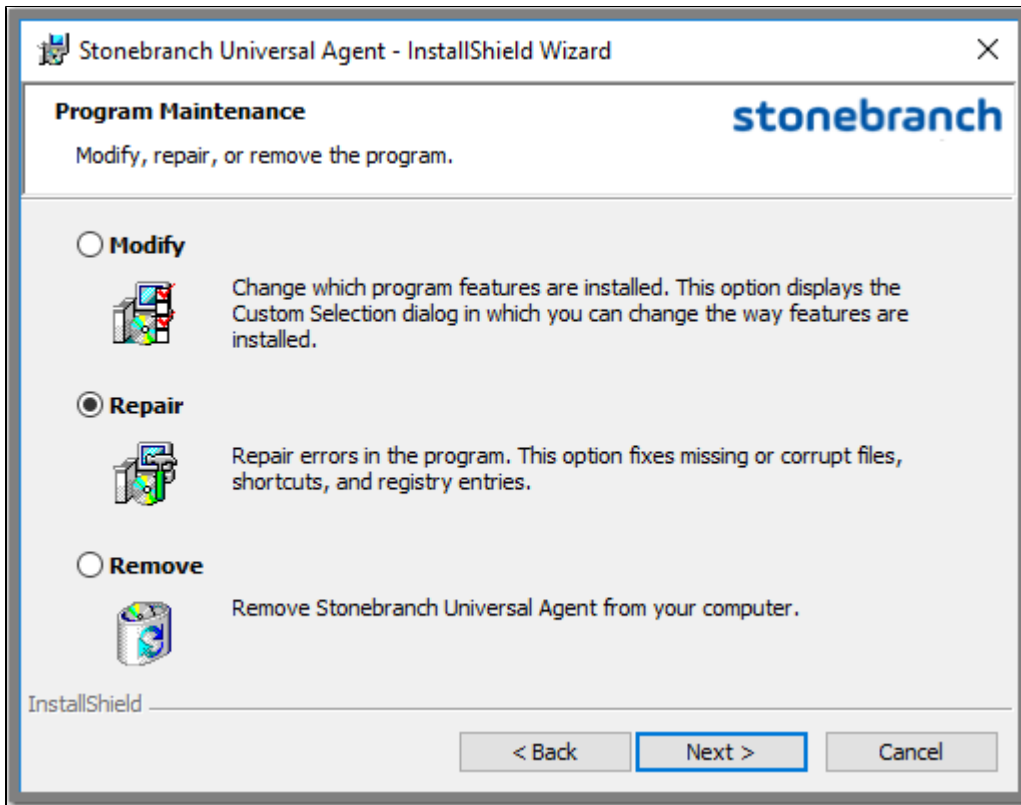 Stonebranch Universal Agent - InstallShield Wizard
Program Maintenance
stonebranch
Modify, repair, or remove the program.
Modify
Change which program features are installed. This option displays the
Custom Selection dialog in which you can change the way features are
installed.
Repair
Repair errors in the program. This option fixes missing or corrupt files,
shortcuts, and registry entries.
Remove
Remove Stonebranch Universal Agent from your computer.
InstallShield
< Back
Next >
Cancel